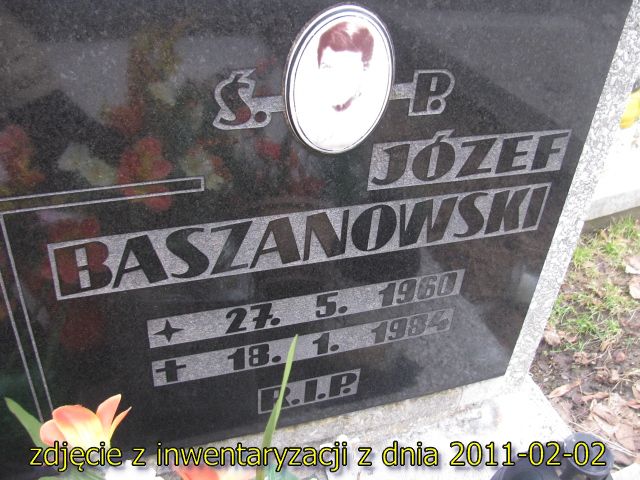 Ś. P.
JÓZEF
BASZANOWSKI
27. 5. 1960
18. 1. 1984
R.I.P.
zdjęcie z inwentaryzacji z dnia 2011-02-02